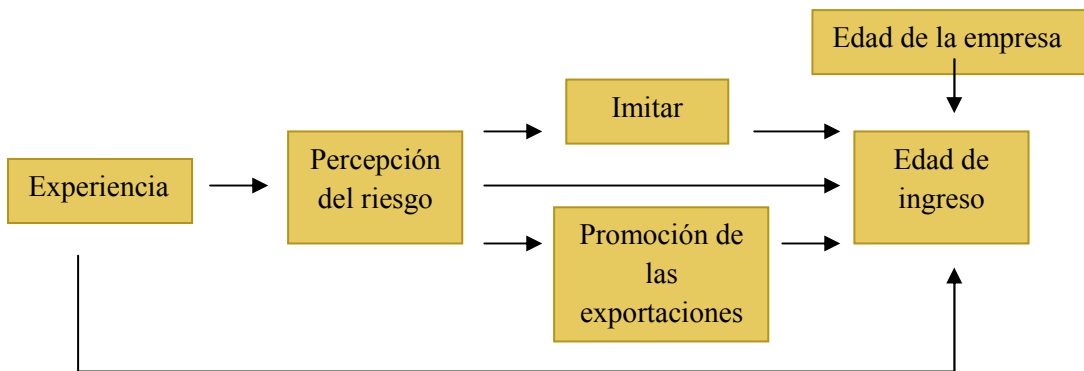 Edad de la empresa
Imitar
Experiencia
Percepción
del riesgo
Edad de
ingreso
Promoción de
las
exportaciones